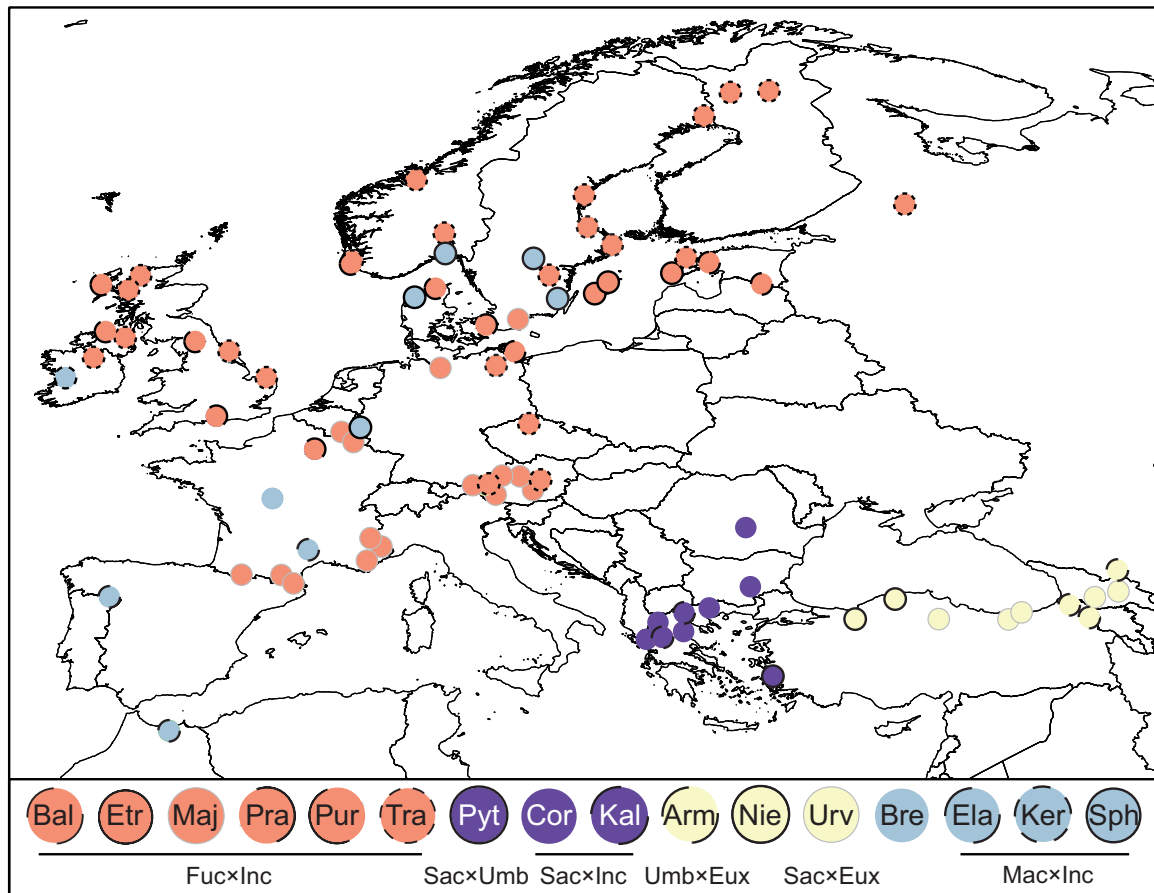 Bal Etr Maj Pra Pur Tra Pyt Cor Kal Arm Nie Urv Bre Ela Ker Sph
Fuc×Inc Sac×Umb Sac×Inc Umb×Eux Sac×Eux Mac×Inc